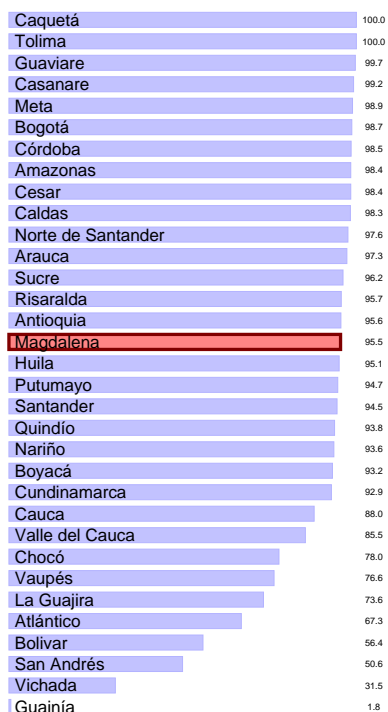 Caquetá 100.0
Tolima 100.0
Guaviare 99.7
Casanare 99.2
Meta 98.9
Bogotá 98.7
Córdoba 98.5
Amazonas 98.4
Cesar 98.4
Caldas 98.3
Norte de Santander 97.6
Arauca 97.3
Sucre 96.2
Risaralda 95.7
Antioquia 95.6
Magdalena 95.5
Huila 95.1
Putumayo 94.7
Santander 94.5
Quindío 93.8
Nariño 93.6
Boyacá 93.2
Cundinamarca 92.9
Cauca 88.0
Valle del Cauca 85.5
Chocó 78.0
Vaupés 76.6
La Guajira 73.6
Atlántico 67.3
Bolivar 56.4
San Andrés 50.6
Vichada 31.5
Guainía 1.8